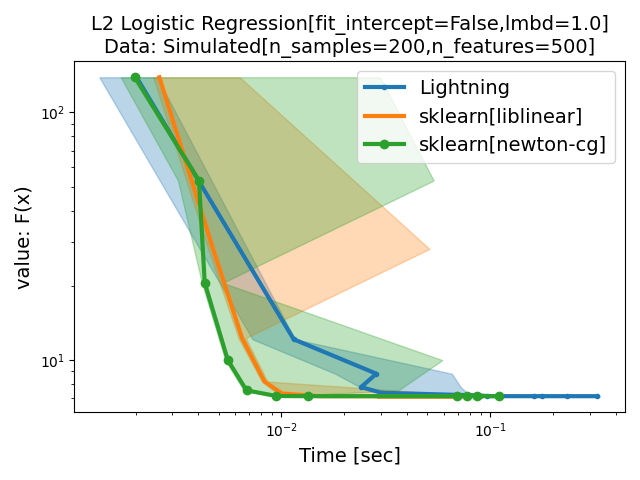 L2 Logistic Regression[fit_intercept=False,lmbd=1.0]
Data: Simulated[n_samples=200,n_features=500]
Lightning
sklearn[liblinear]
sklearn[newton-cg]
value: F(x)
10²
10¹
10⁻²
10⁻¹
Time [sec]